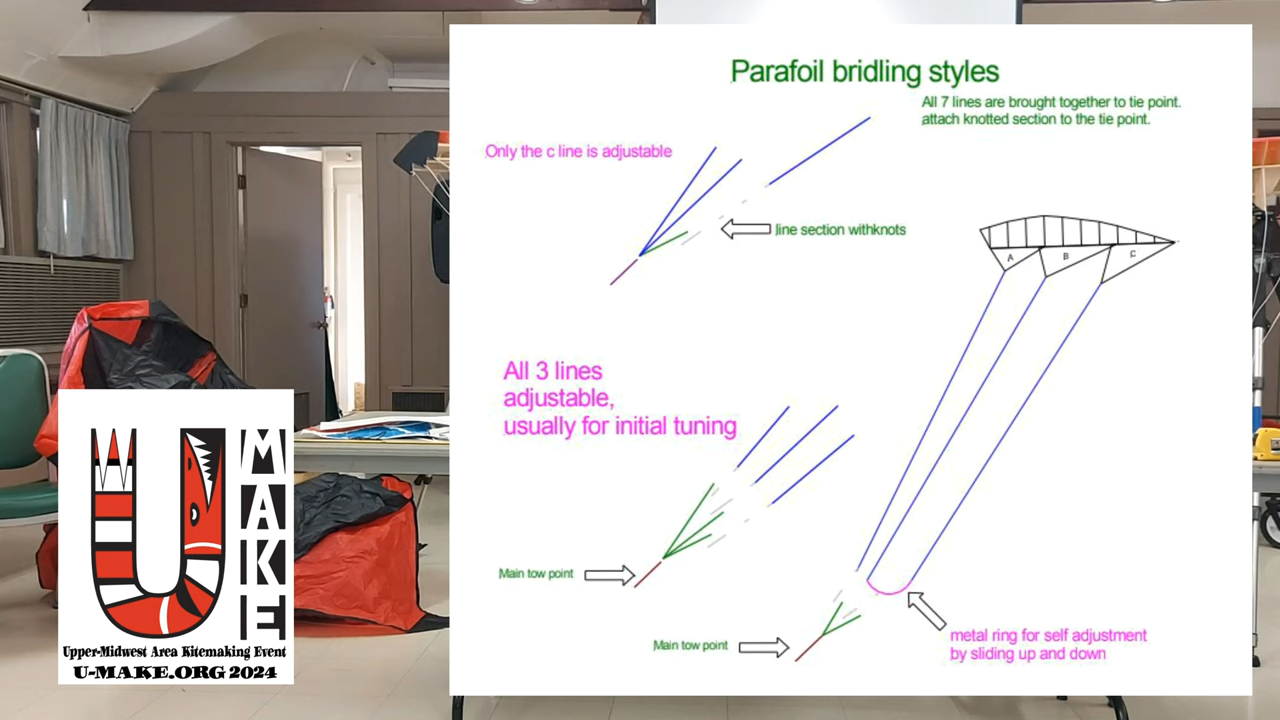 Parafoil bridling styles
All 7 lines are brought together to tie point.
attach knotted section to the tie point.
Only the c line is adjustable
line section withknots
A B C
All 3 lines
adjustable,
usually for initial tuning
Main tow point
Main tow point
metal ring for self adjustment
by sliding up and down
U MAKE
Upper-Midwest Area Kitemaking Event
U-MAKE.ORG 2024